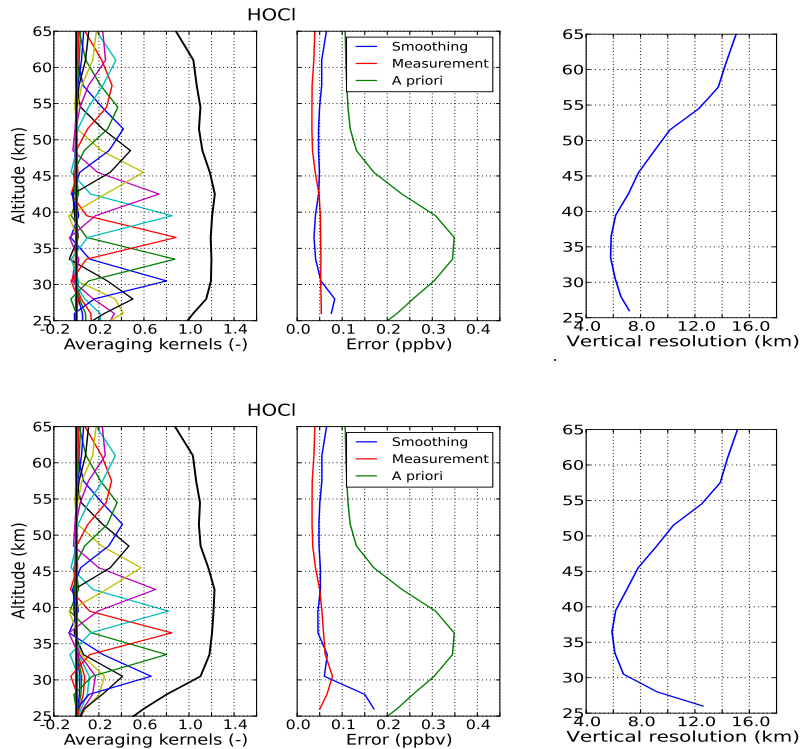 HOCl
65
60
55
50
45
40
35
30
25
Altitude (km)
-0.2 0.2 0.6 1.0 1.4
Averaging kernels (-)
Smoothing
Measurement
A priori
0.0 0.1 0.2 0.3 0.4
Error (ppbv)
65
60
55
50
45
40
35
30
25
4.0 8.0 12.0 16.0
Vertical resolution (km)
HOCl
65
60
55
50
45
40
35
30
25
Altitude (km)
-0.2 0.2 0.6 1.0 1.4
Averaging kernels (-)
Smoothing
Measurement
A priori
0.0 0.1 0.2 0.3 0.4
Error (ppbv)
65
60
55
50
45
40
35
30
25
4.0 8.0 12.0 16.0
Vertical resolution (km)